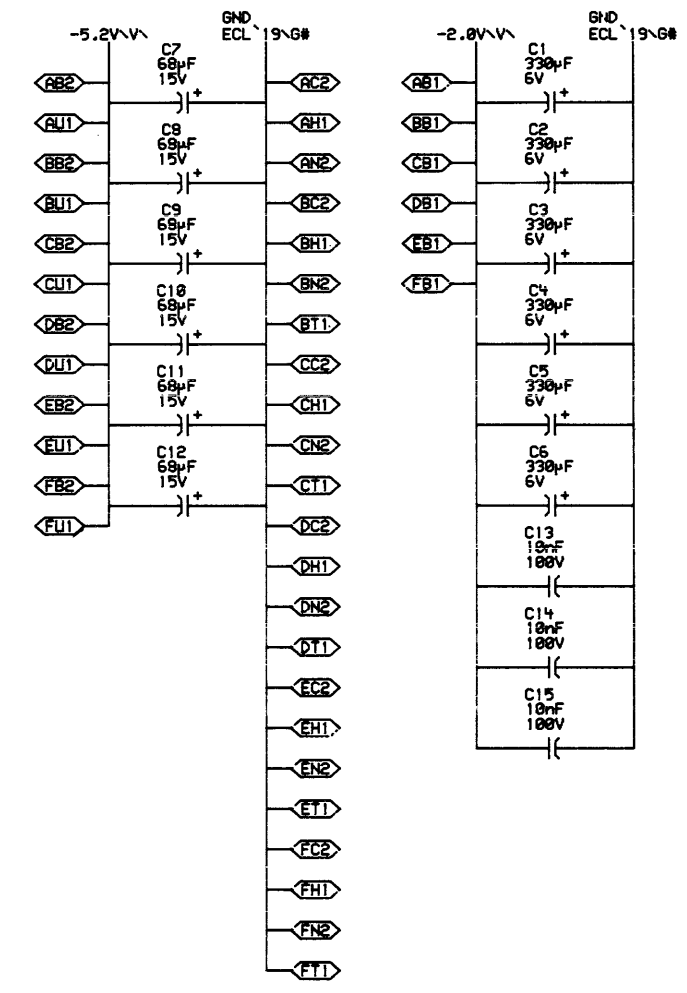 GND
-5.2V\V\
ECL`19\G#
C7
68µF
15V
C8
68µF
15V
C9
68µF
15V
C10
68µF
15V
C11
68µF
15V
C12
68µF
15V
AB2
AU1
BB2
BU1
CB2
CU1
DB2
DU1
EB2
EU1
FB2
FU1
AC2
AH1
AN2
BC2
BH1
BN2
BT1
CC2
CH1
CN2
CT1
DC2
DH1
DN2
DT1
EC2
EH1
EN2
ET1
FC2
FH1
FN2
FT1
GND
-2.0V\V\
ECL`19\G#
AB1
BB1
CB1
DB1
EB1
FB1
C1
330µF
6V
C2
330µF
6V
C3
330µF
6V
C4
330µF
6V
C5
330µF
6V
C6
330µF
6V
C13
10nF
100V
C14
10nF
100V
C15
10nF
100V
+
+
+
+
+
+
+
+
+
+
+
+